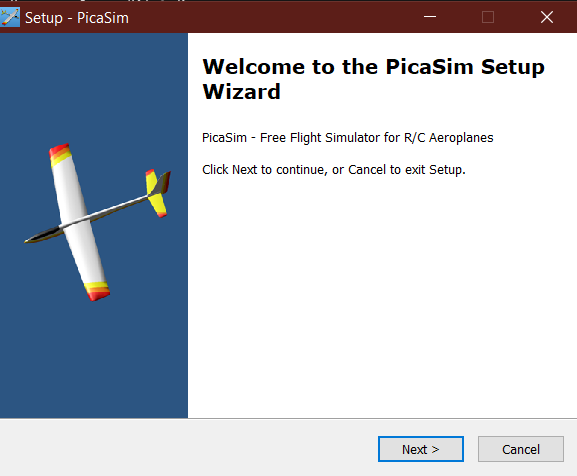 Setup - PicaSim
Welcome to the PicaSim Setup
Wizard
PicaSim - Free Flight Simulator for R/C Aeroplanes
Click Next to continue, or Cancel to exit Setup.
Next >
Cancel